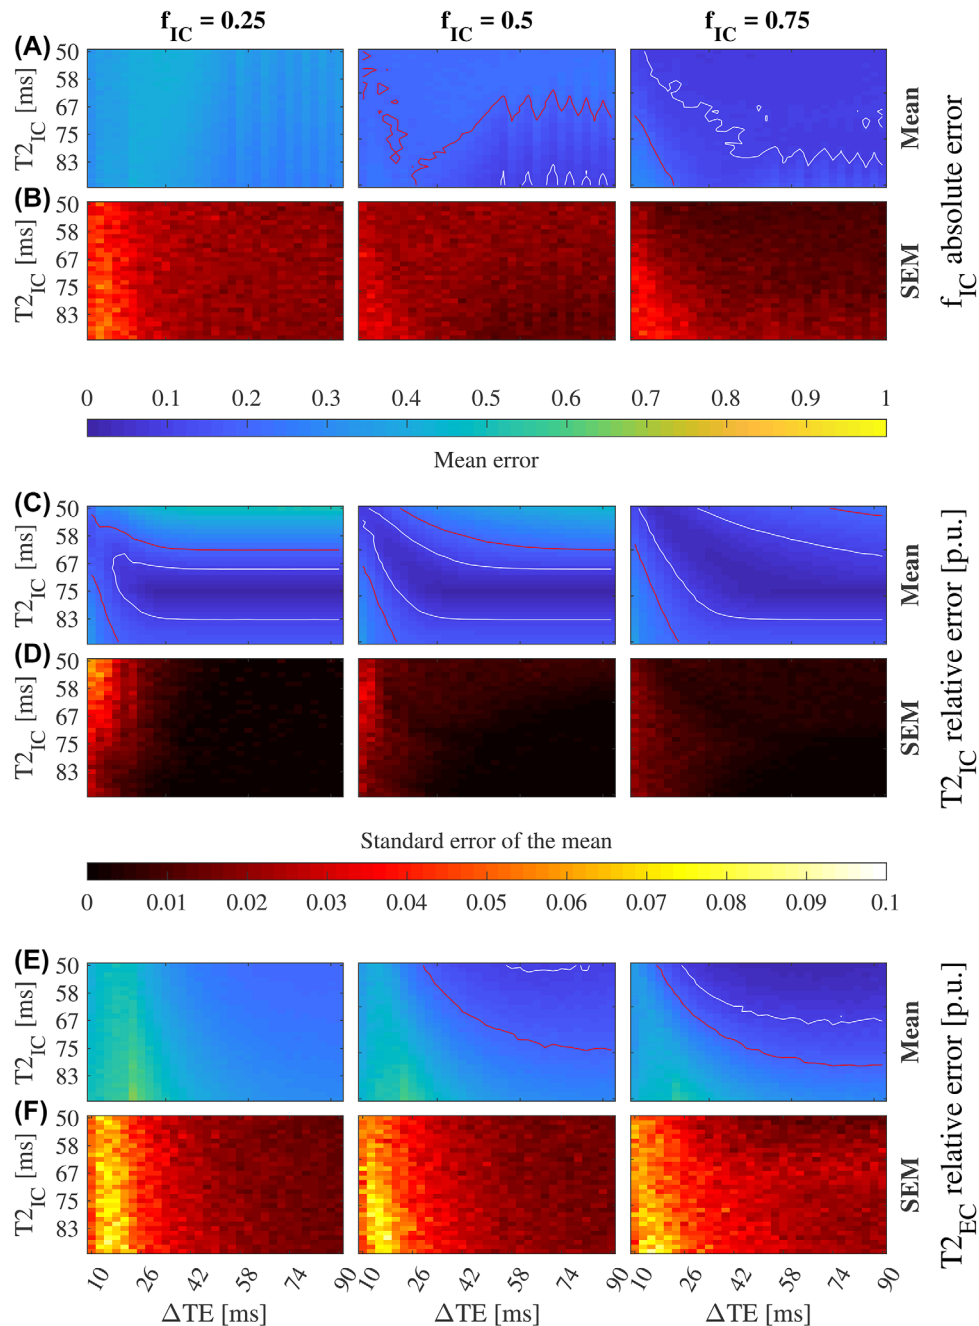 f_IC = 0.25 f_IC = 0.5 f_IC = 0.75
(A)
50
58
67
75
83
T2_IC [ms]
Mean
(B)
50
58
67
75
83
T2_IC [ms]
SEM
f_IC absolute error
0 0.1 0.2 0.3 0.4 0.5 0.6 0.7 0.8 0.9 1
Mean error
(C)
50
58
67
75
83
T2_IC [ms]
Mean
(D)
50
58
67
75
83
T2_IC [ms]
SEM
T2_IC relative error [p.u.]
Standard error of the mean
0 0.01 0.02 0.03 0.04 0.05 0.06 0.07 0.08 0.09 0.1
(E)
50
58
67
75
83
T2_IC [ms]
Mean
(F)
50
58
67
75
83
T2_IC [ms]
SEM
T2_EC relative error [p.u.]
10 26 42 74 90 10 26 42 58 74 90 10 26 42 58 74 90
ΔTE [ms] ΔTE [ms] ΔTE [ms]